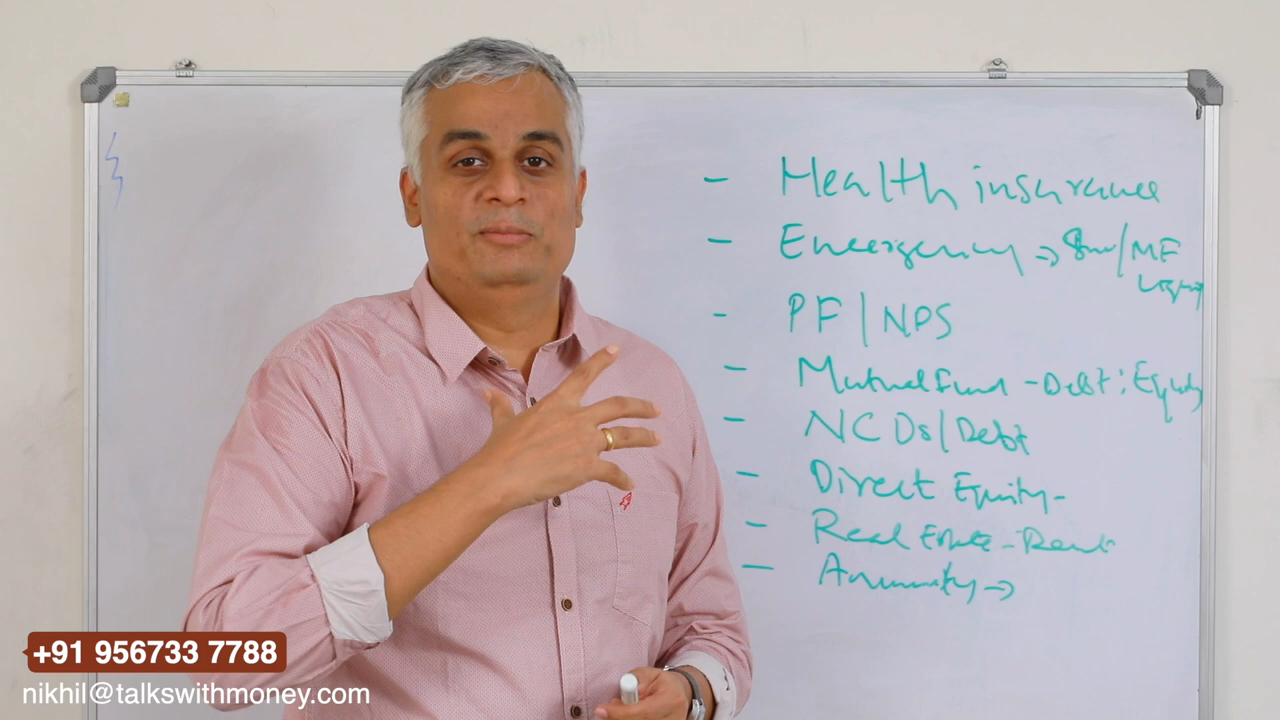 - Health insurance
- Emergency → /MF
- PF | NPS
- Mutual Fund - Debt : Equity
- NCDs/Debt
- Direct Equity -
- Real Estate - Rent
- Annuity →
+91 956733 7788
nikhil@talkswithmoney.com